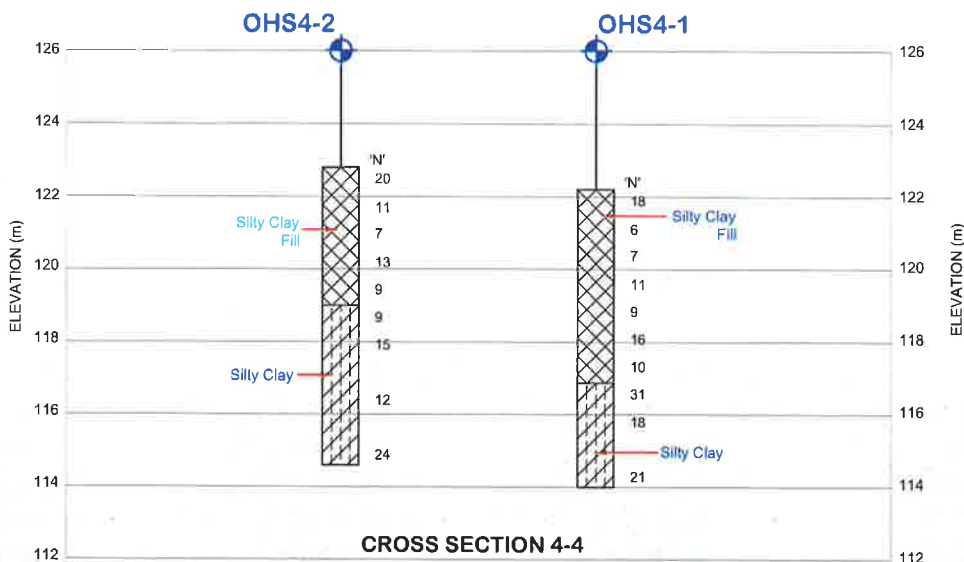 OHS4-2
OHS4-1
126
126
124
124
'N'
20
'N'
122
122
18
11
Silty Clay
Fill
Silty Clay
Fill
7
6
7
13
120
120
9
11
9
9
118
118
15
16
10
Silty Clay
12
31
116
116
18
24
Silty Clay
21
114
114
ELEVATION (m)
ELEVATION (m)
CROSS SECTION 4-4
112
112